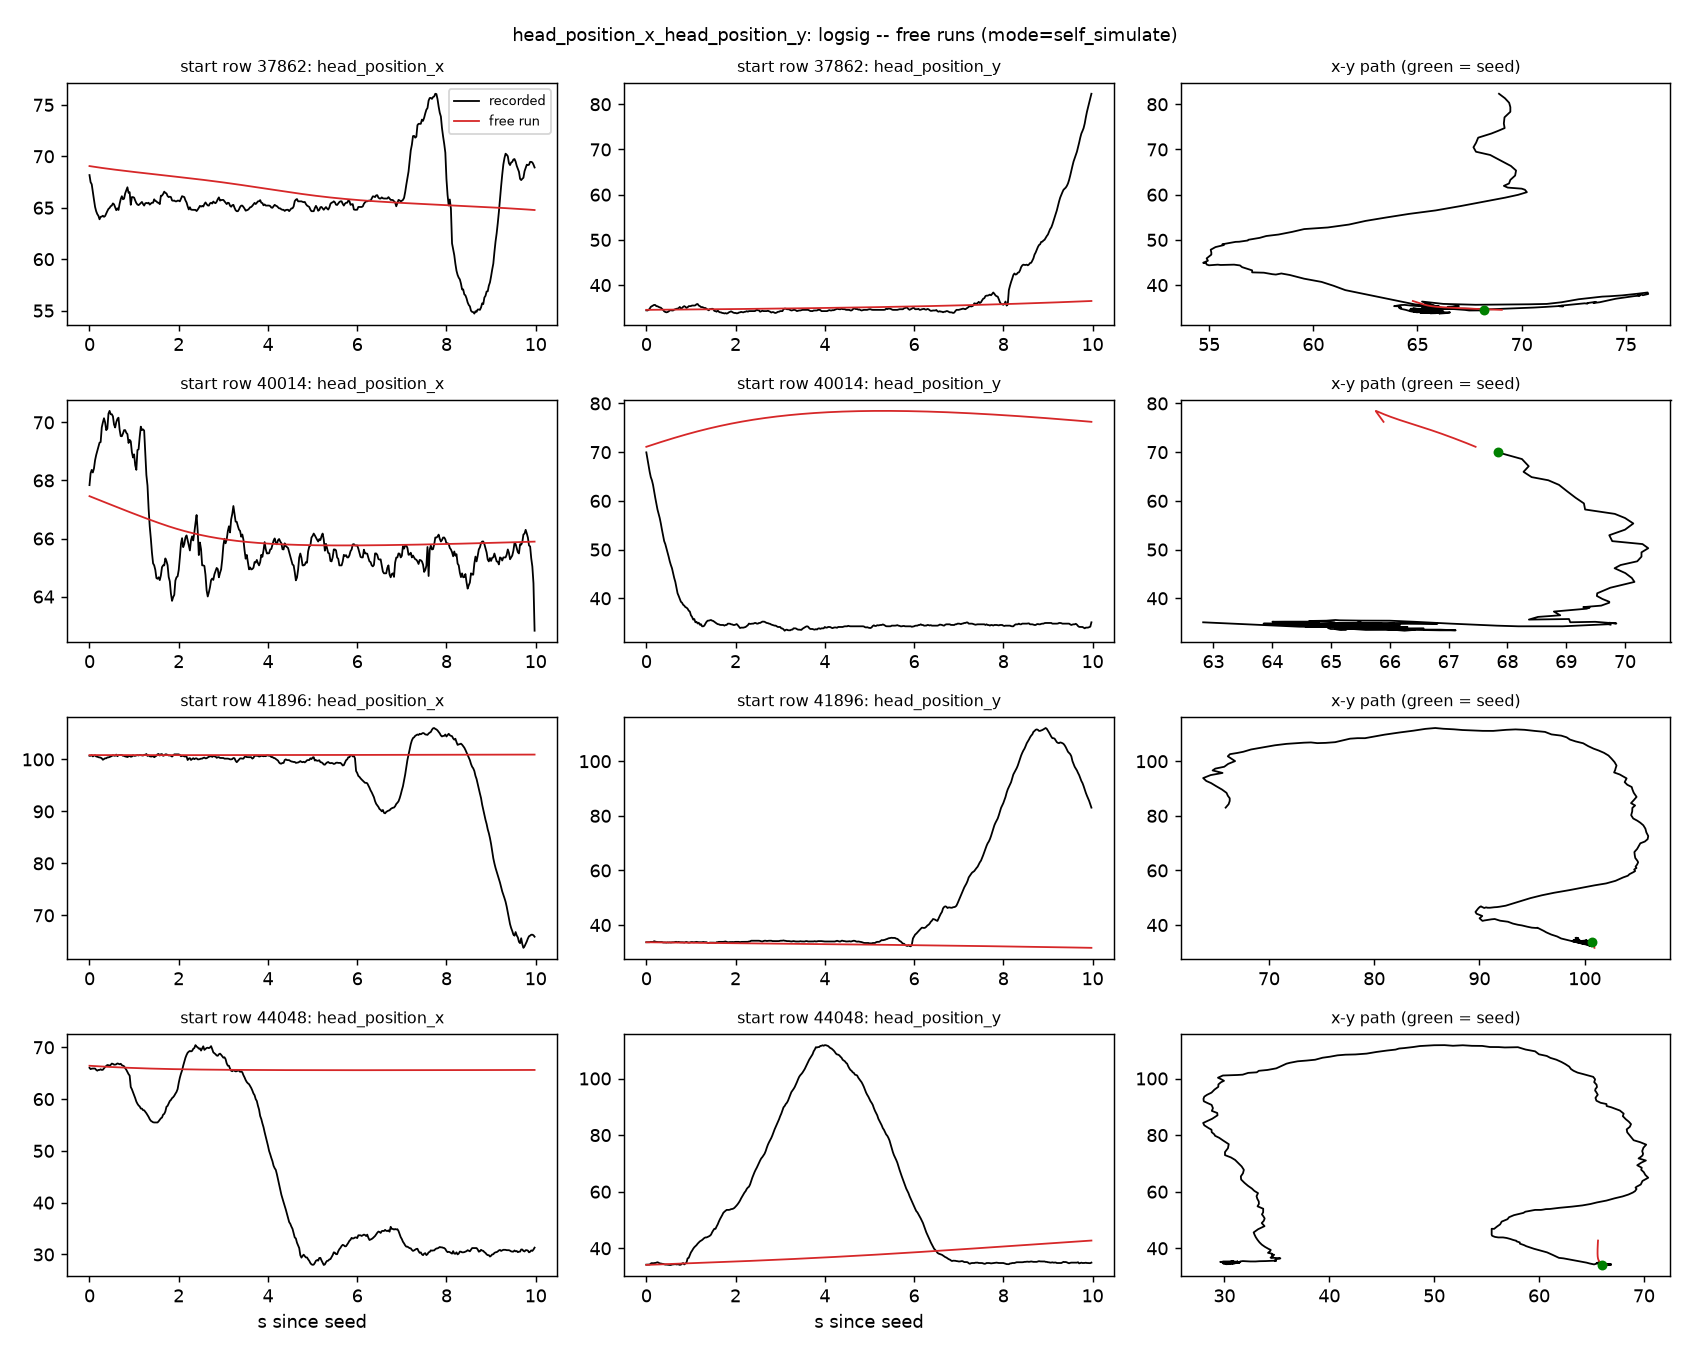 head_position_x_head_position_y: logsig -- free runs (mode=self_simulate)
start row 37862: head_position_x
start row 37862: head_position_y
x-y path (green = seed)
recorded
free run
75
70
65
60
55
0 2 4 6 8 10
80
70
60
50
40
0 2 4 6 8 10
80
70
60
50
40
55 60 65 70 75
start row 40014: head_position_x
start row 40014: head_position_y
x-y path (green = seed)
70
68
66
64
0 2 4 6 8 10
80
70
60
50
40
0 2 4 6 8 10
80
70
60
50
40
63 64 65 66 67 68 69 70
start row 41896: head_position_x
start row 41896: head_position_y
x-y path (green = seed)
100
90
80
70
0 2 4 6 8 10
100
80
60
40
0 2 4 6 8 10
100
80
60
40
70 80 90 100
start row 44048: head_position_x
start row 44048: head_position_y
x-y path (green = seed)
70
60
50
40
30
0 2 4 6 8 10
s since seed
100
80
60
40
0 2 4 6 8 10
s since seed
100
80
60
40
30 40 50 60 70